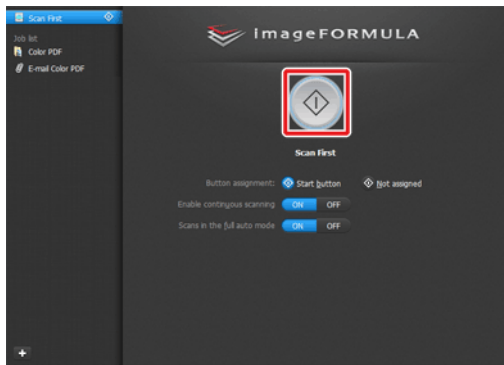 Scan First
Job list
Color PDF
E-mail Color PDF
imageFORMULA
Scan First
Button assignment: Start button Not assigned
Enable continuous scanning ON OFF
Scans in the full auto mode ON OFF